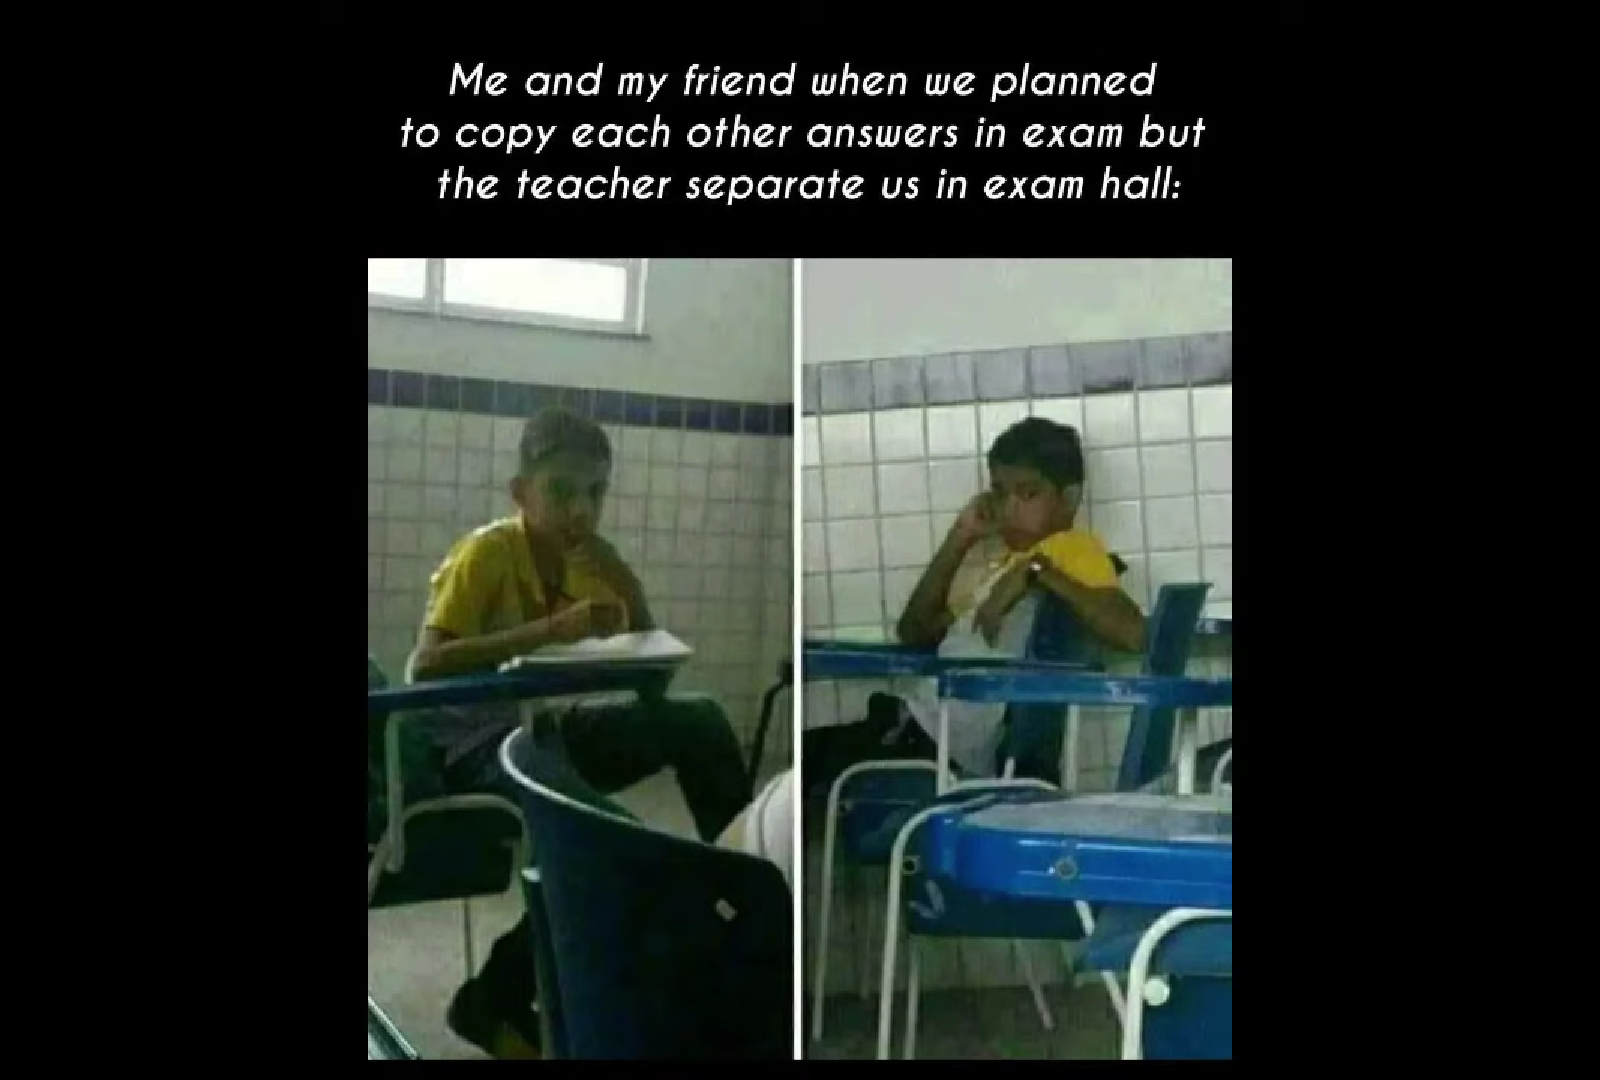 Me and my friend when we planned
to copy each other answers in exam but
the teacher separate us in exam hall: